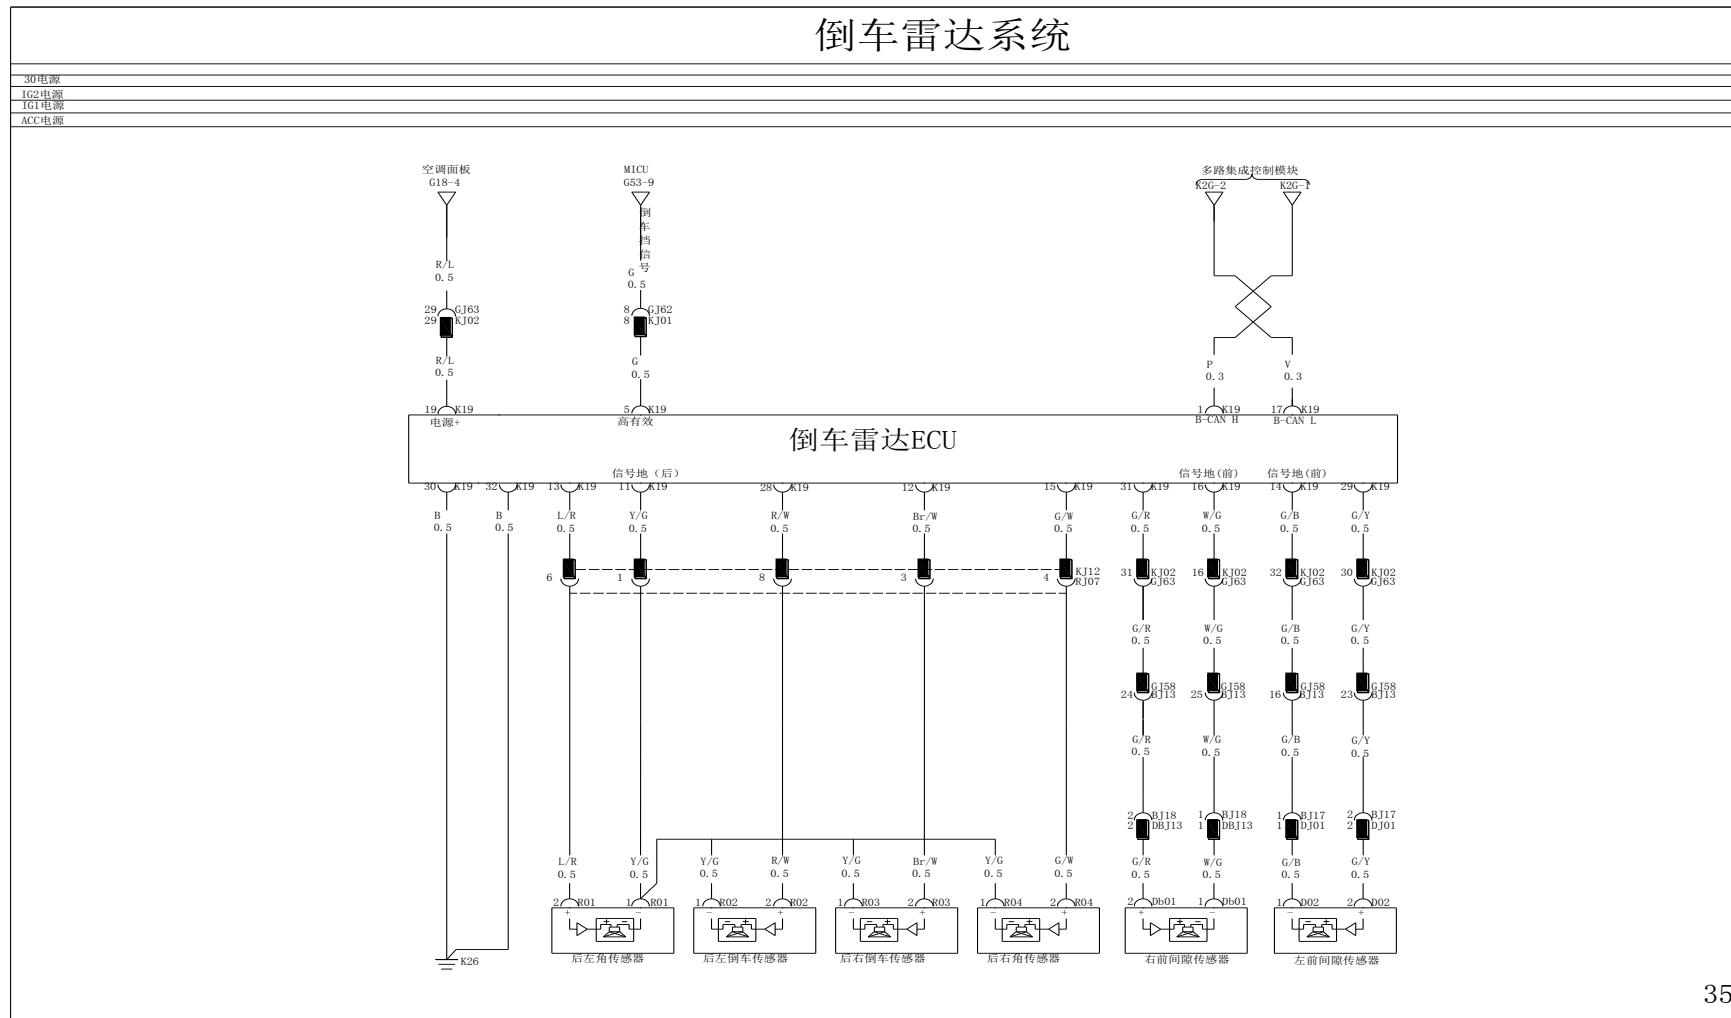 倒车雷达系统
30电源
IG2电源
IG1电源
ACC电源
空调面板
G18-4
MICU
G53-9
多路集成控制模块
K2G-2 K2G-1
倒车挡信号
R/L
0.5
G
0.5
29 GJ63
29 KJ02
8 GJ62
8 KJ01
R/L
0.5
G
0.5
P
0.3
V
0.3
19 K19 5 K19 1 K19 17 K19
电源+ 高有效 B-CAN H B-CAN L
倒车雷达ECU
信号地（后） 信号地(前) 信号地(前)
30 K19 32 K19 13 K19 11 K19 28 K19 12 K19 15 K19 31 K19 16 K19 14 K19 29 K19
B B L/R Y/G R/W Br/W G/W G/R W/G G/B G/Y
0.5 0.5 0.5 0.5 0.5 0.5 0.5 0.5 0.5 0.5 0.5
6 1 8 3 4 KJ12 31 KJ02 16 KJ02 32 KJ02 30 KJ02
RJ07 GJ63 GJ63 GJ63 GJ63
G/R W/G G/B G/Y
0.5 0.5 0.5 0.5
GJ58 GJ58 GJ58 GJ58
24 BJ13 25 BJ13 16 BJ13 23 BJ13
G/R W/G G/B G/Y
0.5 0.5 0.5 0.5
2 BJ18 1 BJ18 1 BJ17 2 BJ17
2 DBJ13 1 DBJ13 1 DJ01 2 DJ01
L/R Y/G Y/G R/W Y/G Br/W Y/G G/W G/R W/G G/B G/Y
0.5 0.5 0.5 0.5 0.5 0.5 0.5 0.5 0.5 0.5 0.5 0.5
2 R01 1 R01 1 R02 2 R02 1 R03 2 R03 1 R04 2 R04 2 Db01 1 Db01 1 D02 2 D02
+ - - + - + - + + - - +
+ - - + - + - + + - - +
K26
后左角传感器 后左倒车传感器 后右倒车传感器 后右角传感器 右前间隙传感器 左前间隙传感器
35